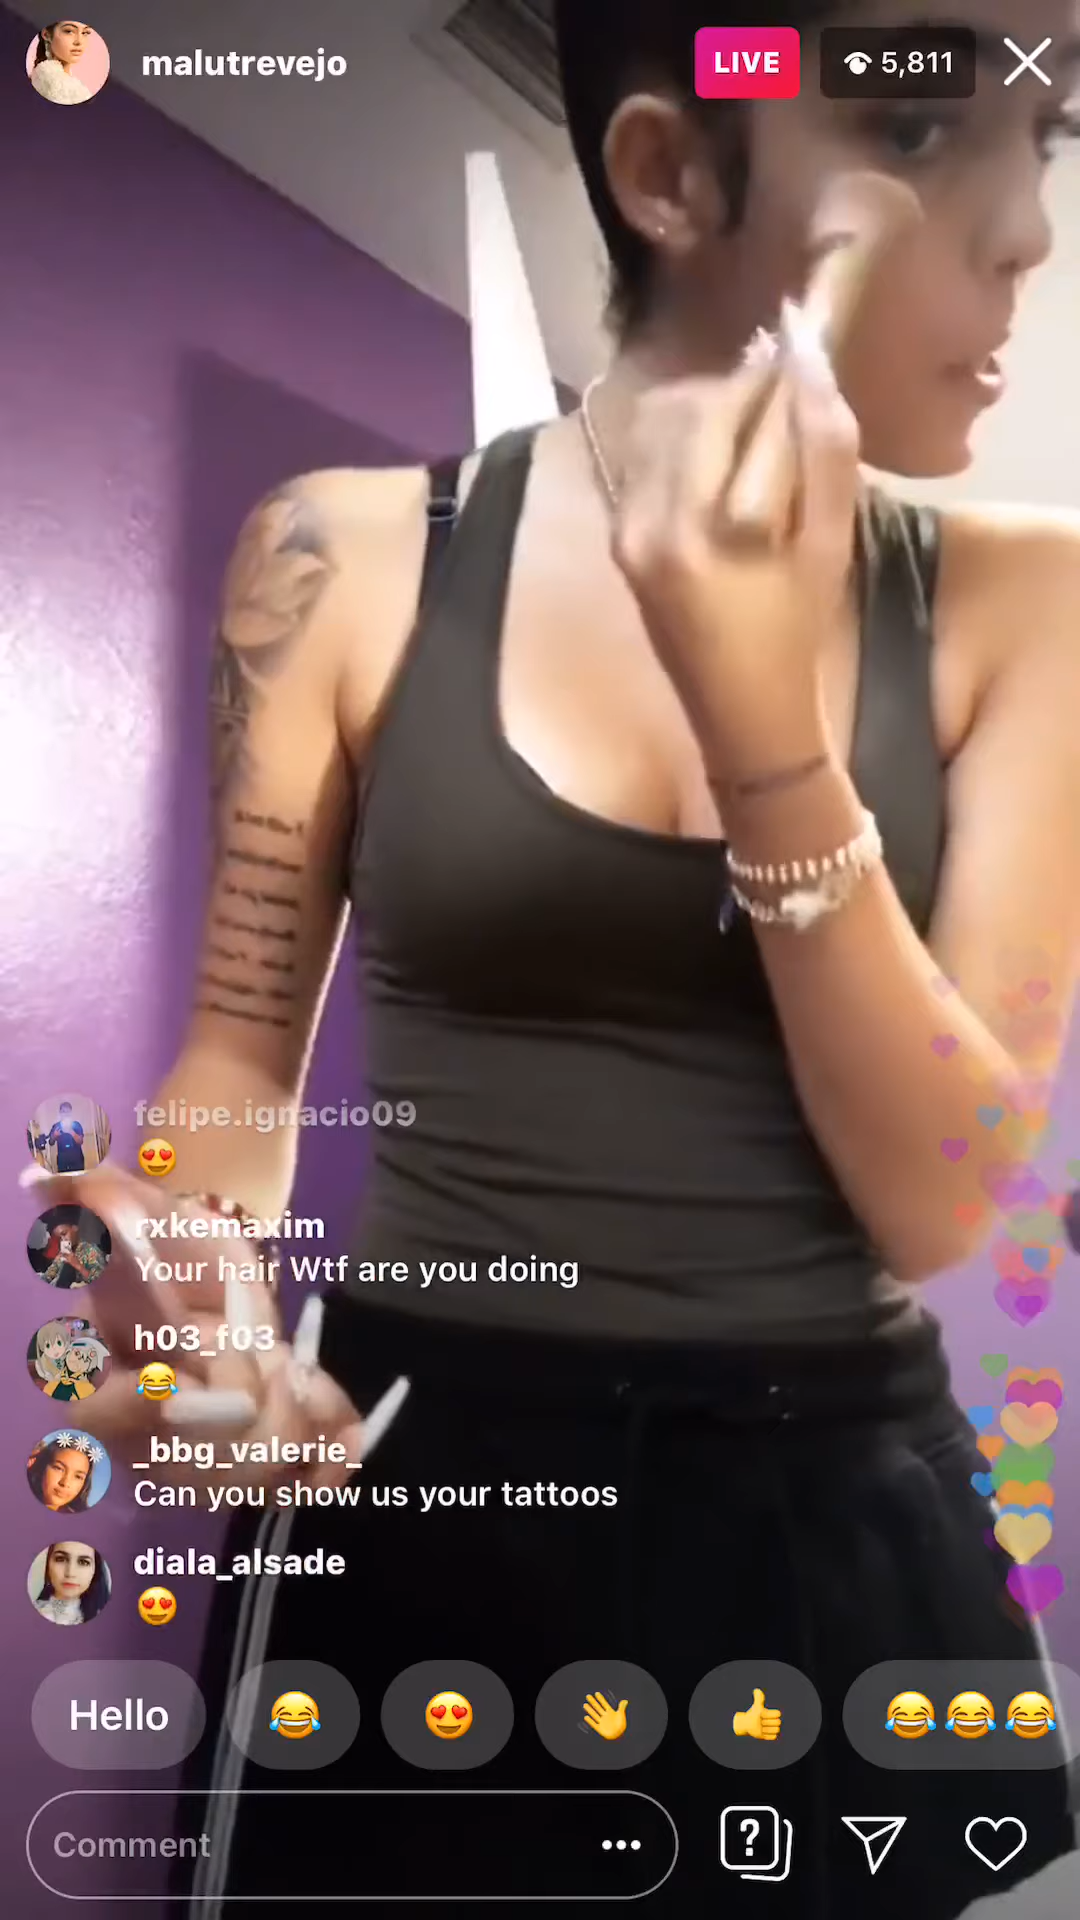 malutrevejo
LIVE
5,811
felipe.ignacio09
😍
rxkemaxim
Your hair Wtf are you doing
h03_f03
😂
_bbg_valerie_
Can you show us your tattoos
diala_alsade
😍
Hello 😂 😍 👋 👍 😂😂😂
Comment